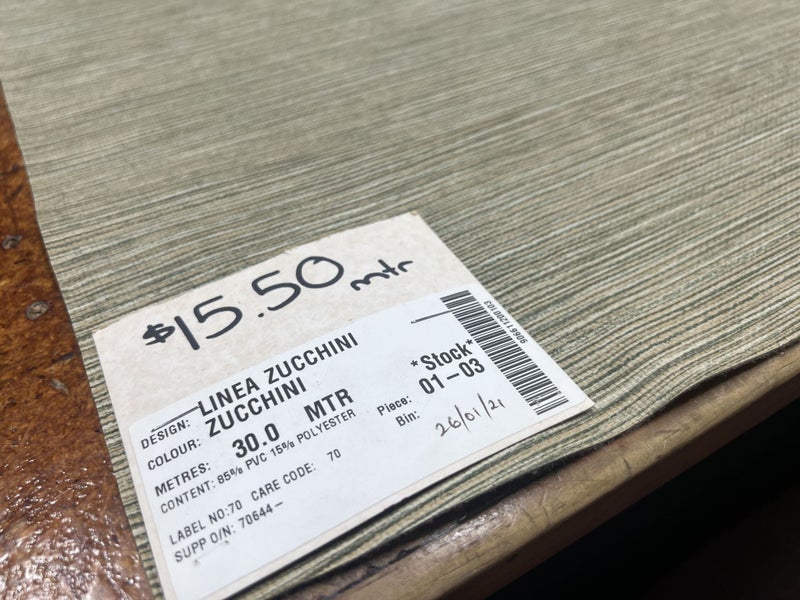 $15.50 mtr
DESIGN: LINEA ZUCCHINI
COLOUR: ZUCCHINI
METRES: 30.0 MTR
CONTENT: 85% PVC 15% POLYESTER
LABEL NO:70 CARE CODE: 70
SUPP O/N: 70644-
*Stock*
Piece: 01-03
Bin:
26/01/21